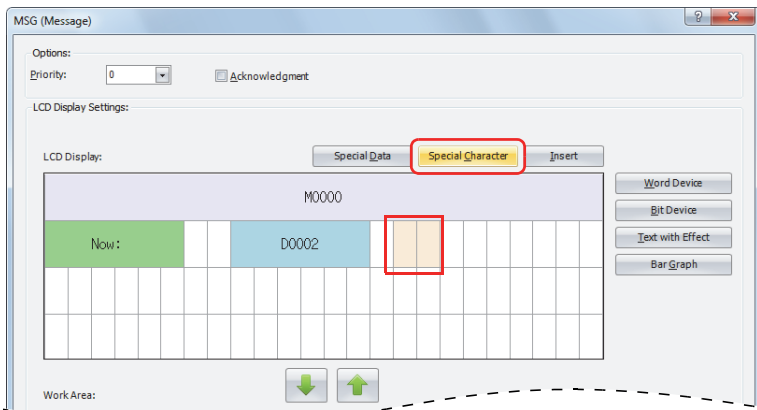 MSG (Message)
Options:
Priority: 0 Acknowledgment
LCD Display Settings:
LCD Display: Special Data Special Character Insert
M0000
Word Device
Bit Device
Now: D0002
Text with Effect
Bar Graph
Work Area: